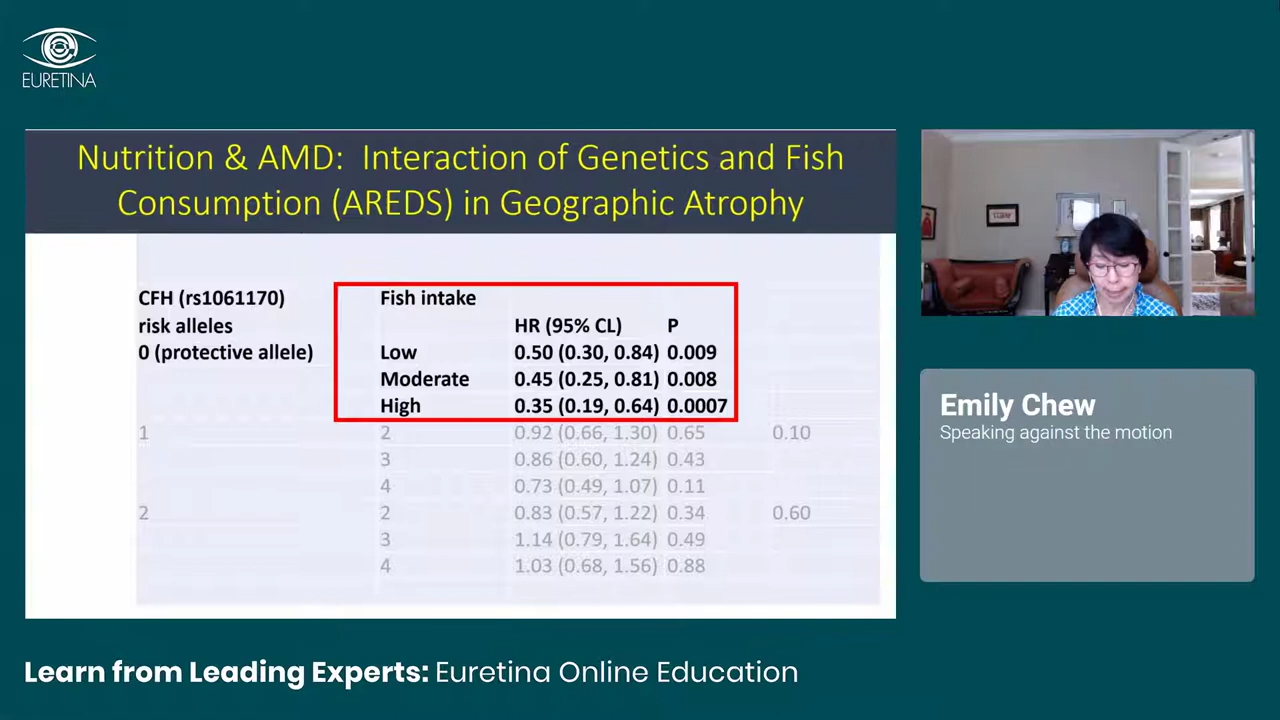 EURETINA
Nutrition & AMD: Interaction of Genetics and Fish
Consumption (AREDS) in Geographic Atrophy
CFH (rs1061170) Fish intake
risk alleles HR (95% CL) P
0 (protective allele) Low 0.50 (0.30, 0.84) 0.009
Moderate 0.45 (0.25, 0.81) 0.008
High 0.35 (0.19, 0.64) 0.0007
1 2 0.92 (0.66, 1.30) 0.65 0.10
3 0.86 (0.60, 1.24) 0.43
4 0.73 (0.49, 1.07) 0.11
2 2 0.83 (0.57, 1.22) 0.34 0.60
3 1.14 (0.79, 1.64) 0.49
4 1.03 (0.68, 1.56) 0.88
Emily Chew
Speaking against the motion
Learn from Leading Experts: Euretina Online Education